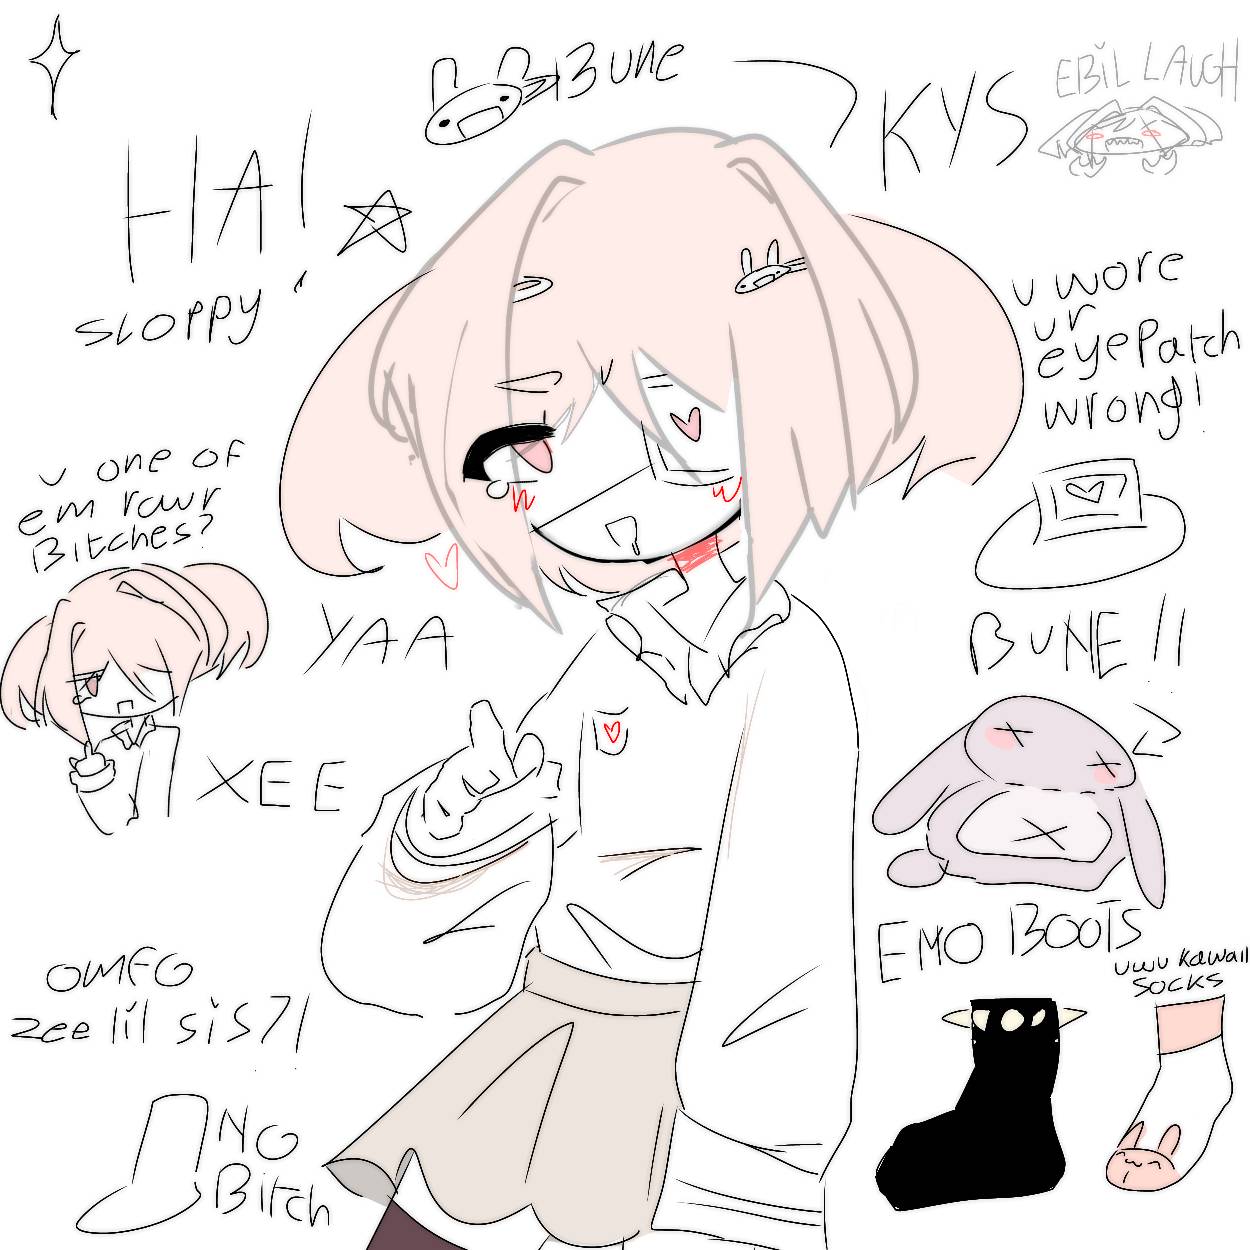 Bune
KYS
EBIL LAUGH
HA!
sloppy
u wore
ur
eyepatch
wrong!
u one of
em rawr
Bitches?
YAA
XEE
BUNE!!
EMO BOOTS
uwu kawaii
socks
OMFG
zee lil sis?!
NO
Bitch